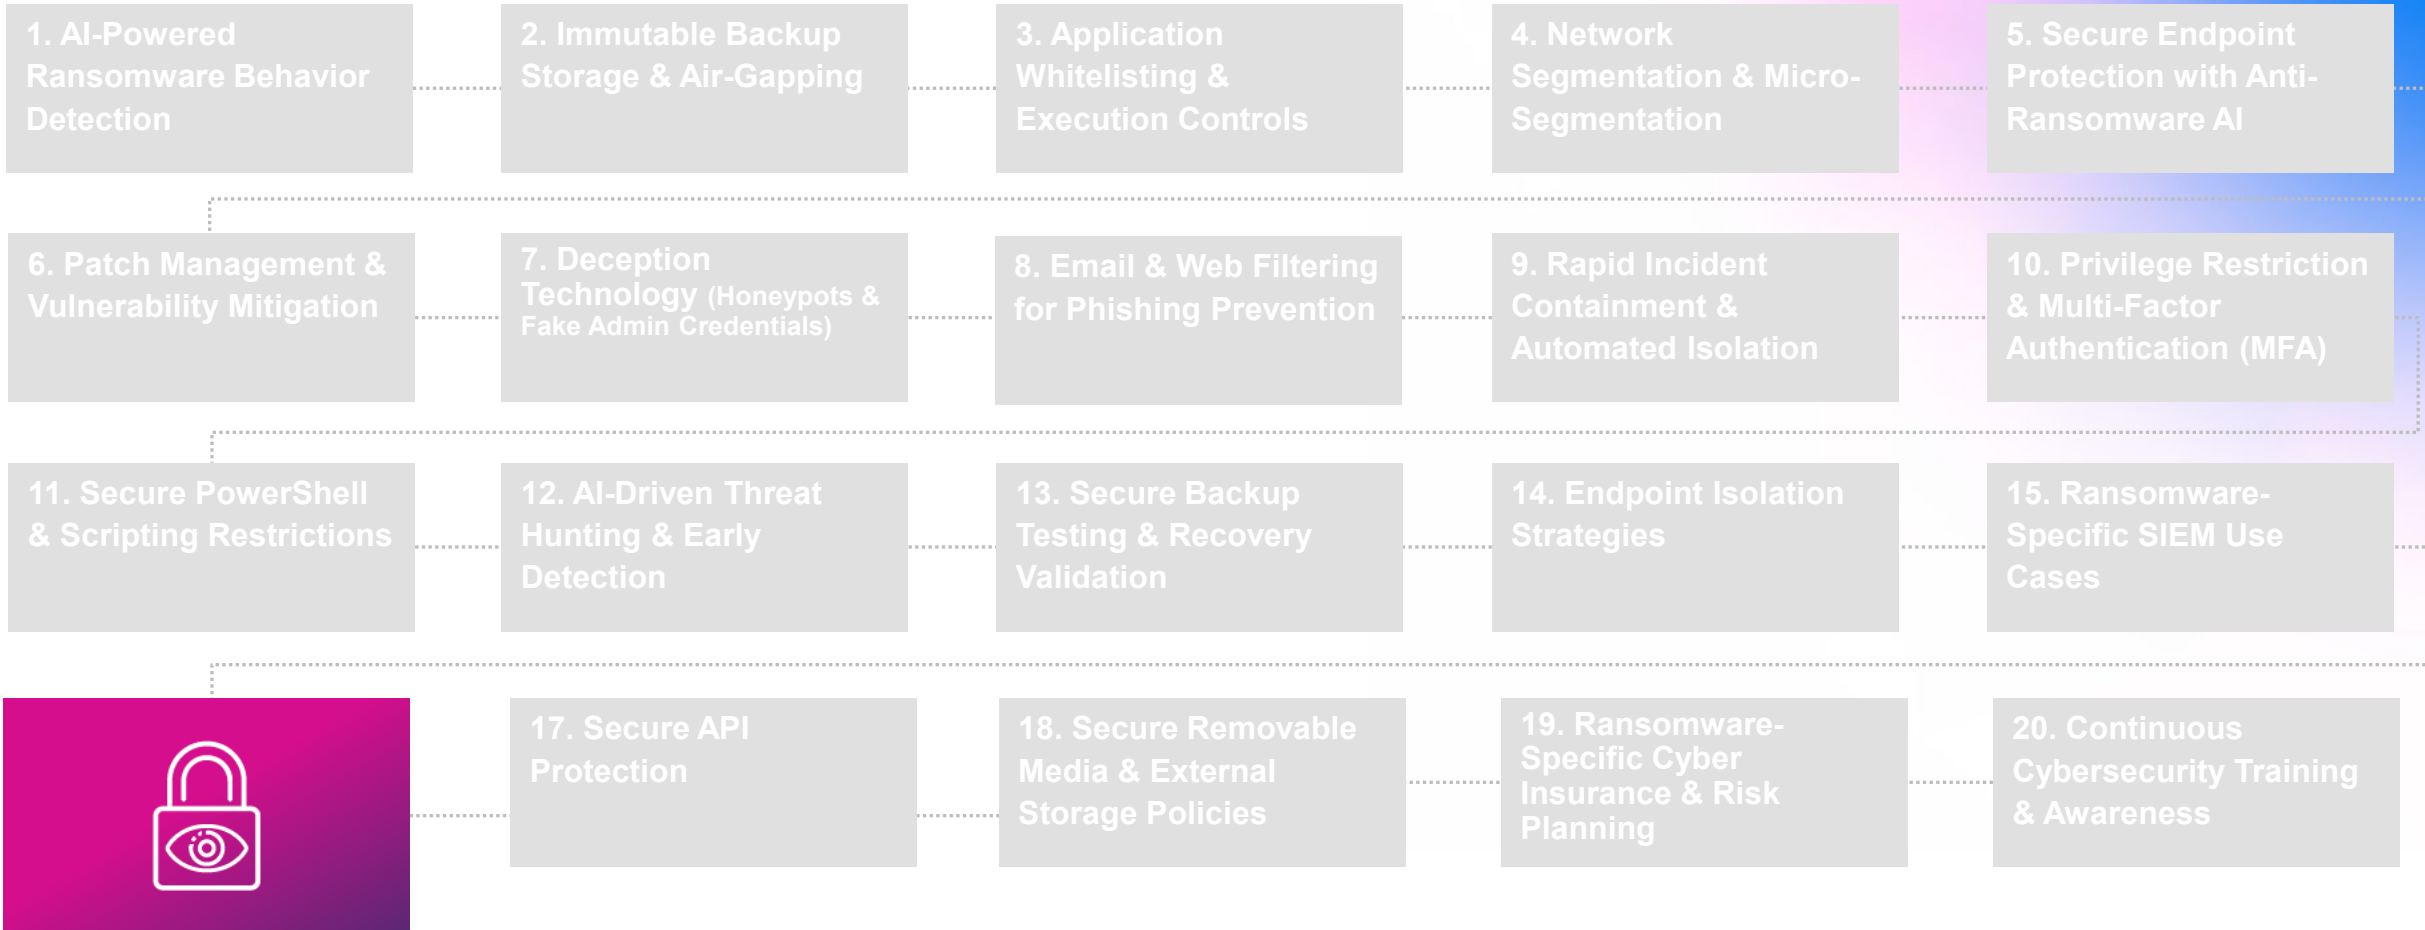 1. AI-Powered
Ransomware Behavior
Detection
2. Immutable Backup
Storage & Air-Gapping
3. Application
Whitelisting &
Execution Controls
4. Network
Segmentation & Micro-
Segmentation
5. Secure Endpoint
Protection with Anti-
Ransomware AI
6. Patch Management &
Vulnerability Mitigation
7. Deception
Technology (Honeypots &
Fake Admin Credentials)
8. Email & Web Filtering
for Phishing Prevention
9. Rapid Incident
Containment &
Automated Isolation
10. Privilege Restriction
& Multi-Factor
Authentication (MFA)
11. Secure PowerShell
& Scripting Restrictions
12. AI-Driven Threat
Hunting & Early
Detection
13. Secure Backup
Testing & Recovery
Validation
14. Endpoint Isolation
Strategies
15. Ransomware-
Specific SIEM Use
Cases
17. Secure API
Protection
18. Secure Removable
Media & External
Storage Policies
19. Ransomware-
Specific Cyber
Insurance & Risk
Planning
20. Continuous
Cybersecurity Training
& Awareness